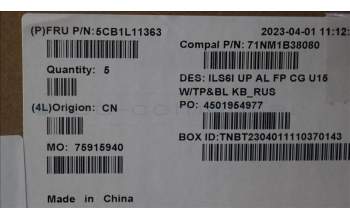 (P)FRU P/N:5CB1L11363
2023-04-01 11:12:
Compal P/N:71NM1B38080
Quantity: 5
DES: ILS6I UP AL FP CG U15
W/TP&BL KB_RUS
(4L)Origion: CN
PO: 4501954977
MO: 75915940
BOX ID:TNBT2304011110370143
Made in China